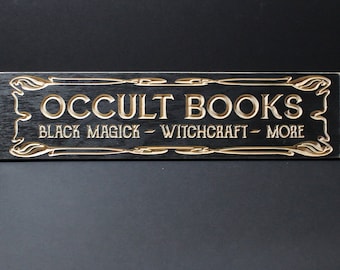 OCCULT BOOKS
BLACK MAGICK - WITCHCRAFT - MORE